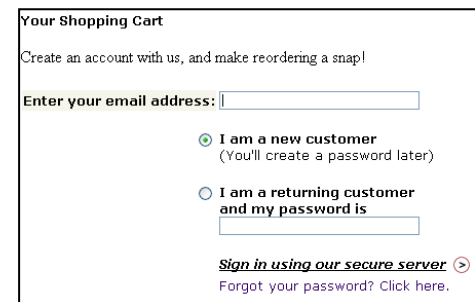 Your Shopping Cart
Create an account with us, and make reordering a snap!
Enter your email address:
I am a new customer
(You'll create a password later)
I am a returning customer
and my password is
Sign in using our secure server
Forgot your password? Click here.